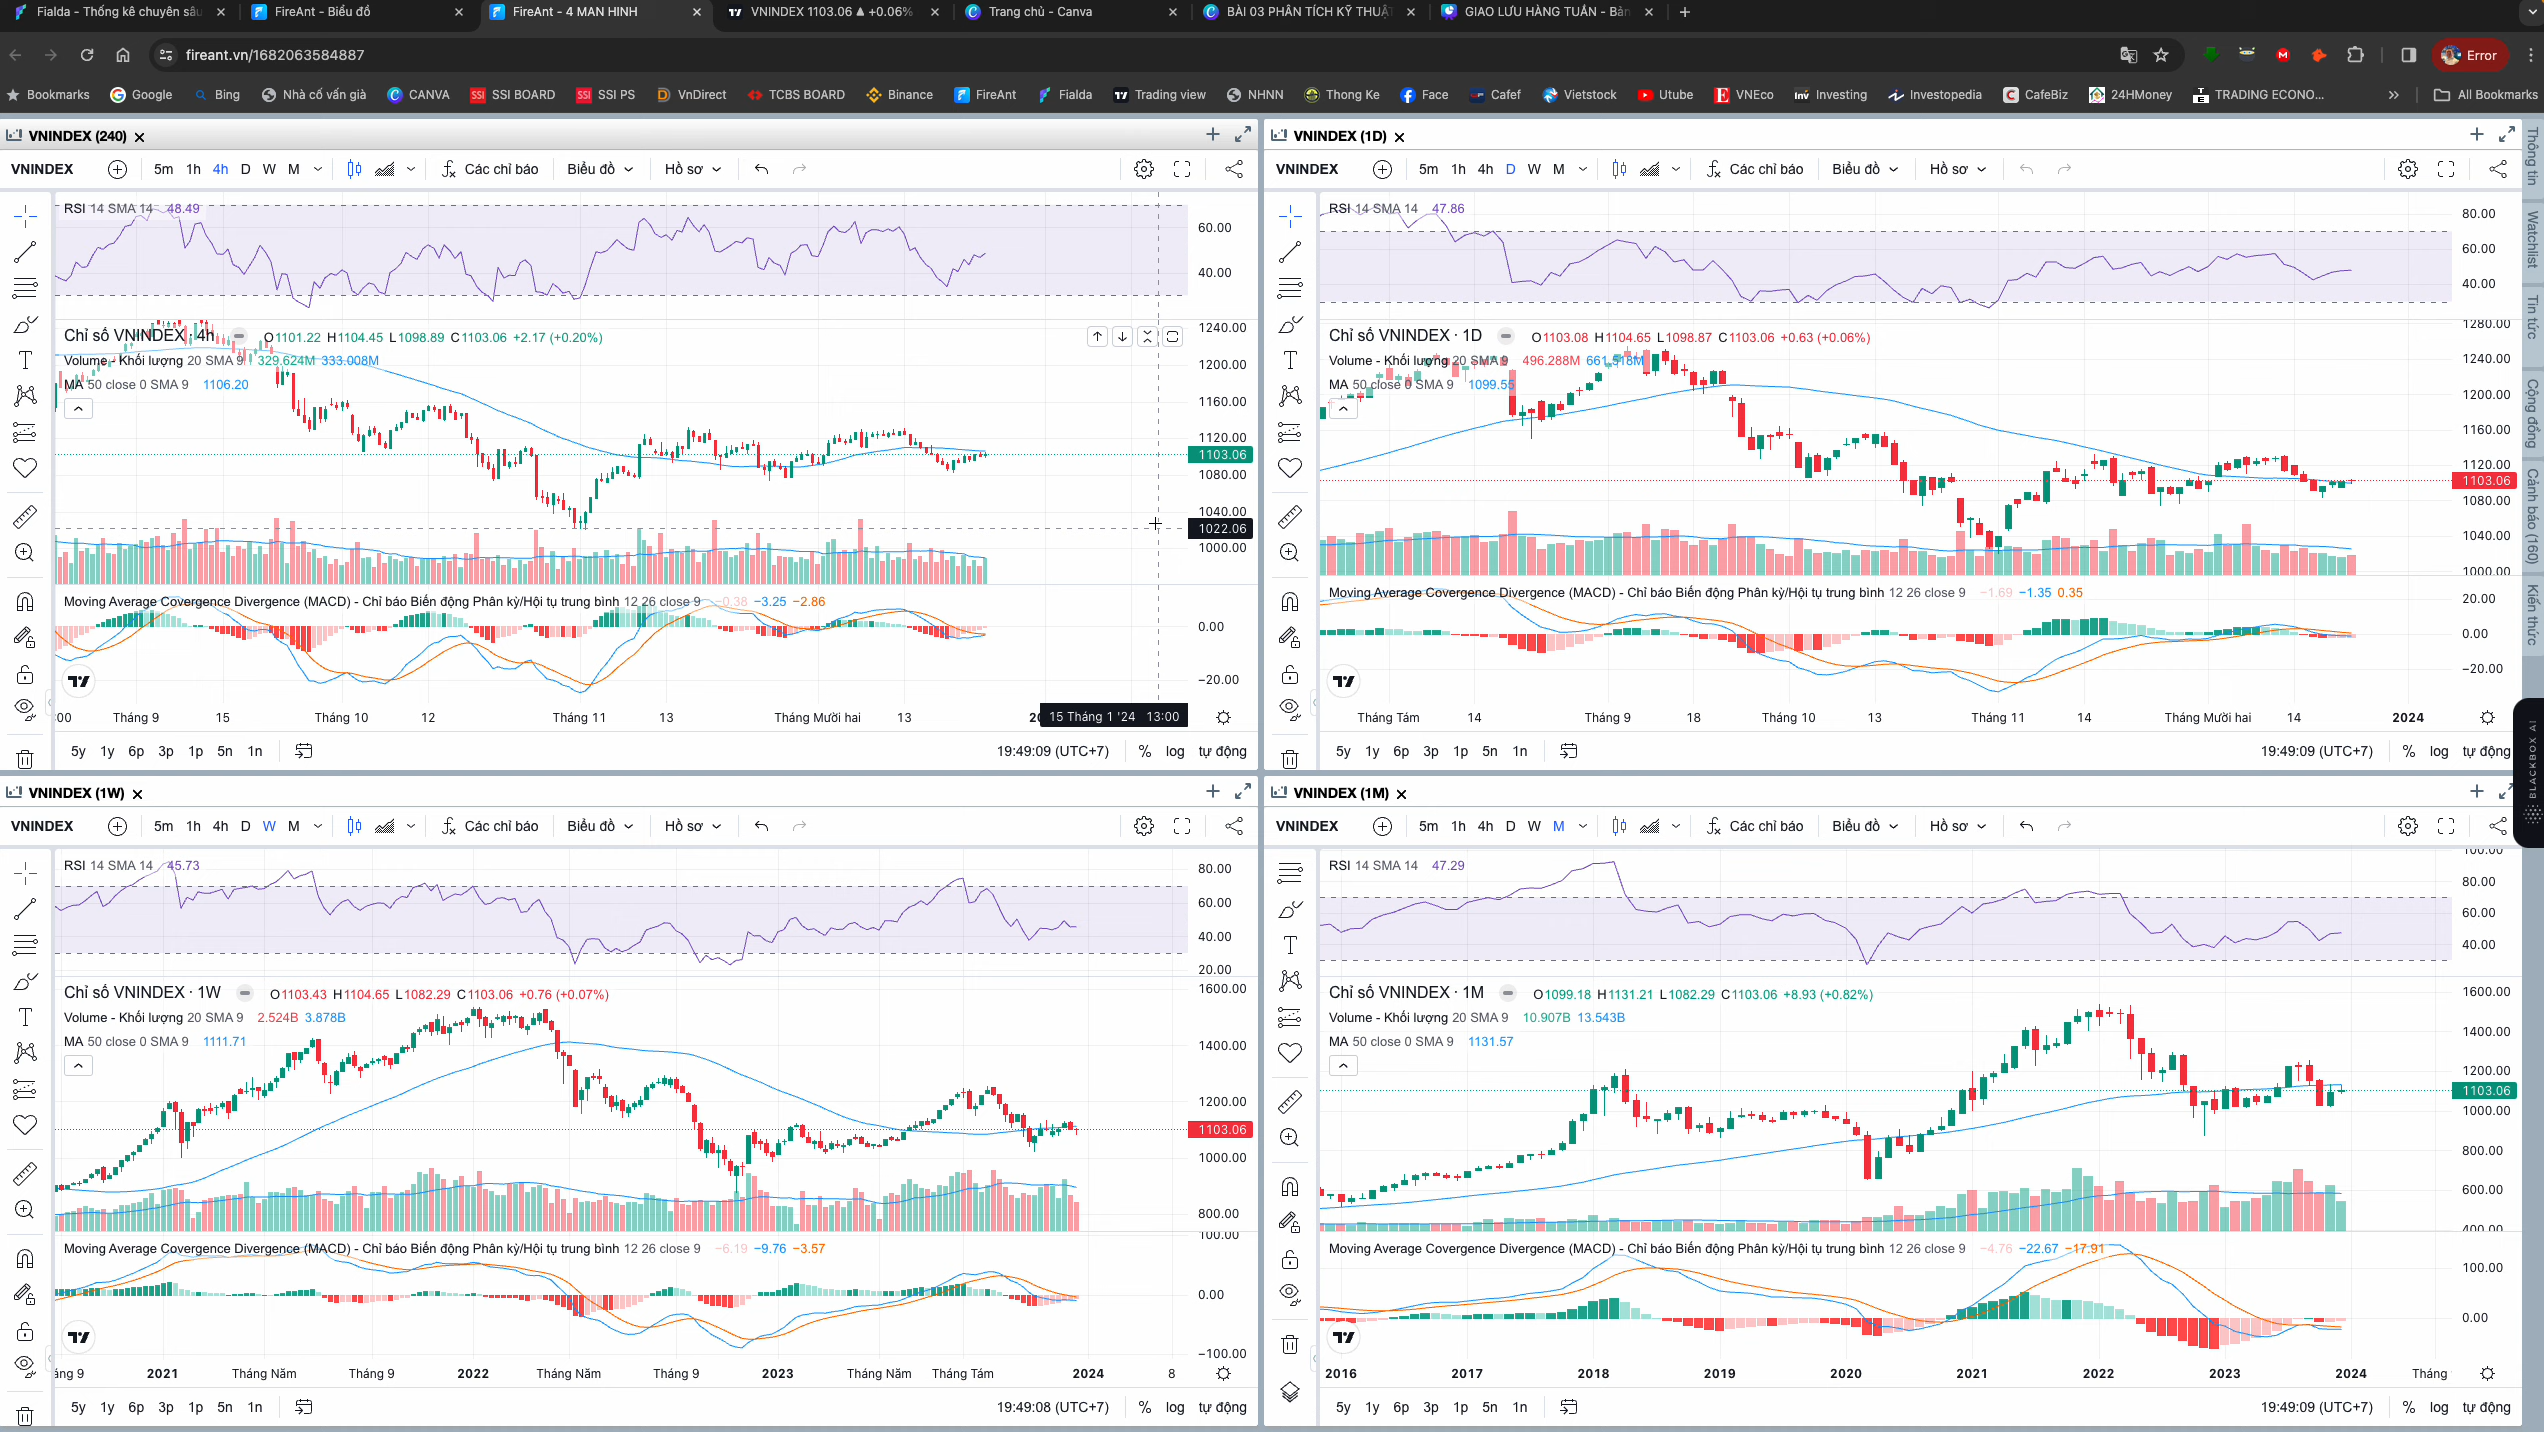 Fialda - Thống kê chuyên sâu
FireAnt - Biểu đồ
FireAnt - 4 MAN HINH
VNINDEX 1103.06 ▲ +0.06%
Trang chủ - Canva
BÀI 03 PHÂN TÍCH KỸ THUẬT
GIAO LƯU HÀNG TUẦN - Bản
fireant.vn/1682063584887
Error
Bookmarks Google Bing Nhà cố vấn già CANVA SSI BOARD SSI PS VnDirect TCBS BOARD Binance FireAnt Fialda Trading view NHNN Thong Ke Face Cafef Vietstock Utube VNEco Investing Investopedia CafeBiz 24HMoney TRADING ECONO... » All Bookmarks
VNINDEX (240)
VNINDEX 5m 1h 4h D W M Các chỉ báo Biểu đồ Hồ sơ
RSI 14 SMA 14 48.49
60.00
40.00
Chỉ số VNINDEX · 4h O1101.22 H1104.45 L1098.89 C1103.06 +2.17 (+0.20%)
Volume - Khối lượng 20 SMA 9 329.624M 333.008M
MA 50 close 0 SMA 9 1106.20
1240.00
1200.00
1160.00
1120.00
1103.06
1080.00
1040.00
1022.06
1000.00
Moving Average Covergence Divergence (MACD) - Chỉ báo Biến động Phân kỳ/Hội tụ trung bình 12 26 close 9 −0.38 −3.25 −2.86
0.00
−20.00
:00 Tháng 9 15 Tháng 10 12 Tháng 11 13 Tháng Mười hai 13 20 15 Tháng 1 '24 13:00
5y 1y 6p 3p 1p 5n 1n 19:49:09 (UTC+7) % log tự động
VNINDEX (1D)
VNINDEX 5m 1h 4h D W M Các chỉ báo Biểu đồ Hồ sơ
RSI 14 SMA 14 47.86
80.00
60.00
40.00
Chỉ số VNINDEX · 1D O1103.08 H1104.65 L1098.87 C1103.06 +0.63 (+0.06%)
Volume - Khối lượng 20 SMA 9 496.288M 661.518M
MA 50 close 0 SMA 9 1099.55
1280.00
1240.00
1200.00
1160.00
1120.00
1103.06
1080.00
1040.00
1000.00
Moving Average Covergence Divergence (MACD) - Chỉ báo Biến động Phân kỳ/Hội tụ trung bình 12 26 close 9 −1.69 −1.35 0.35
20.00
0.00
−20.00
Tháng Tám 14 Tháng 9 18 Tháng 10 13 Tháng 11 14 Tháng Mười hai 14 2024
5y 1y 6p 3p 1p 5n 1n 19:49:09 (UTC+7) % log tự động
Thông tin
Watchlist
Tin tức
Cộng đồng
Cảnh báo (160)
Kiến thức
BLACKBOX AI
VNINDEX (1W)
VNINDEX 5m 1h 4h D W M Các chỉ báo Biểu đồ Hồ sơ
RSI 14 SMA 14 45.73
80.00
60.00
40.00
20.00
Chỉ số VNINDEX · 1W O1103.43 H1104.65 L1082.29 C1103.06 +0.76 (+0.07%)
Volume - Khối lượng 20 SMA 9 2.524B 3.878B
MA 50 close 0 SMA 9 1111.71
1600.00
1400.00
1200.00
1103.06
1000.00
800.00
Moving Average Covergence Divergence (MACD) - Chỉ báo Biến động Phân kỳ/Hội tụ trung bình 12 26 close 9 −6.19 −9.76 −3.57
100.00
0.00
−100.00
áng 9 2021 Tháng Năm Tháng 9 2022 Tháng Năm Tháng 9 2023 Tháng Năm Tháng Tám 2024 8
5y 1y 6p 3p 1p 5n 1n 19:49:08 (UTC+7) % log tự động
VNINDEX (1M)
VNINDEX 5m 1h 4h D W M Các chỉ báo Biểu đồ Hồ sơ
RSI 14 SMA 14 47.29
100.00
80.00
60.00
40.00
Chỉ số VNINDEX · 1M O1099.18 H1131.21 L1082.29 C1103.06 +8.93 (+0.82%)
Volume - Khối lượng 20 SMA 9 10.907B 13.543B
MA 50 close 0 SMA 9 1131.57
1600.00
1400.00
1200.00
1103.06
1000.00
800.00
600.00
400.00
Moving Average Covergence Divergence (MACD) - Chỉ báo Biến động Phân kỳ/Hội tụ trung bình 12 26 close 9 −4.76 −22.67 −17.91
100.00
0.00
2016 2017 2018 2019 2020 2021 2022 2023 2024 Tháng
5y 1y 6p 3p 1p 5n 1n 19:49:09 (UTC+7) % log tự động